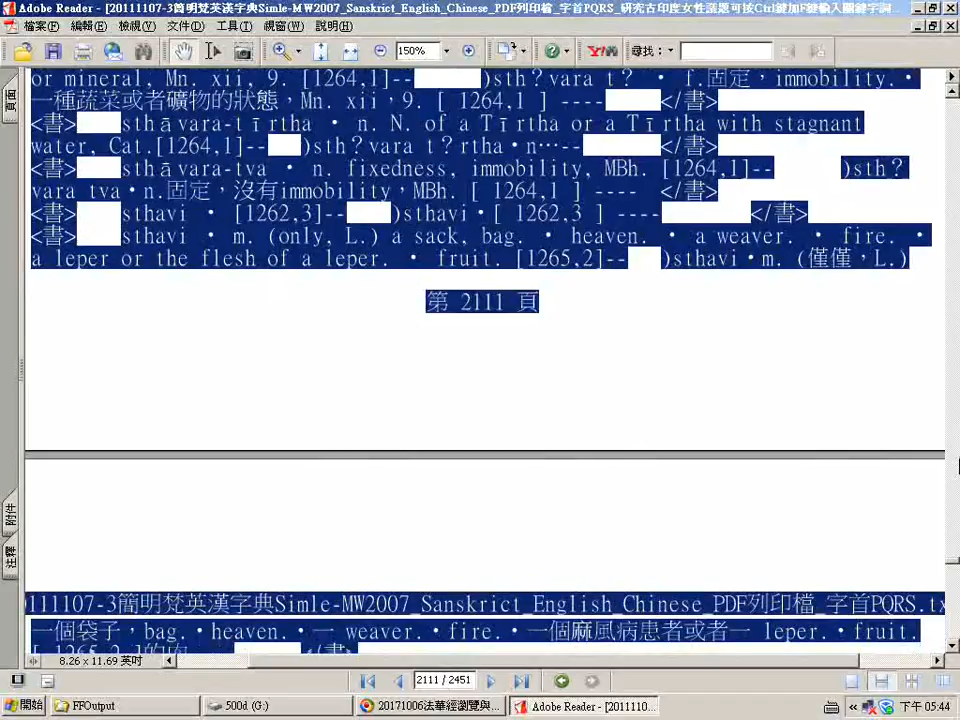 Adobe Reader - [20111107-3簡明梵英漢字典Simle-MW2007_Sanskrict_English_Chinese_PDF列印檔_字首PQRS_研究古印度女性議題可按Ctrl鍵加F鍵輸入關鍵字詞...
檔案(F) 編輯(E) 檢視(V) 文件(D) 工具(T) 視窗(W) 說明(H)
150% Y! 尋找：
頁面
or mineral, Mn. xii, 9. [1264,1]-- )sth？vara t？ • f.固定，immobility.•
一種蔬菜或者礦物的狀態，Mn. xii，9. [ 1264,1 ] ---- </書>
<書> sthāvara-tīrtha • n. N. of a Tīrtha or a Tīrtha with stagnant
water, Cat.[1264,1]-- )sth？vara t？rtha•n…-- </書>
<書> sthāvara-tva • n. fixedness, immobility, MBh. [1264,1]-- )sth？
vara tva•n.固定，沒有immobility，MBh. [ 1264,1 ] ---- </書>
<書> sthavi • [1262,3]-- )sthavi•[ 1262,3 ] ---- </書>
<書> sthavi • m. (only, L.) a sack, bag. • heaven. • a weaver. • fire. •
a leper or the flesh of a leper. • fruit. [1265,2]-- )sthavi•m. (僅僅，L.)
第 2111 頁
附件
注釋
)111107-3簡明梵英漢字典Simle-MW2007_Sanskrict_English_Chinese_PDF列印檔_字首PQRS.tx
一個袋子，bag.•heaven.•一 weaver.•fire.•一個麻風病患者或者一 leper.•fruit.
[ 1265,2 ]的肉 </書>
8.26 x 11.69 英吋
2111 / 2451
開始 FFOutput 500d (G:) 20171006法華經瀏覽與... Adobe Reader - [201110... 下午 05:44